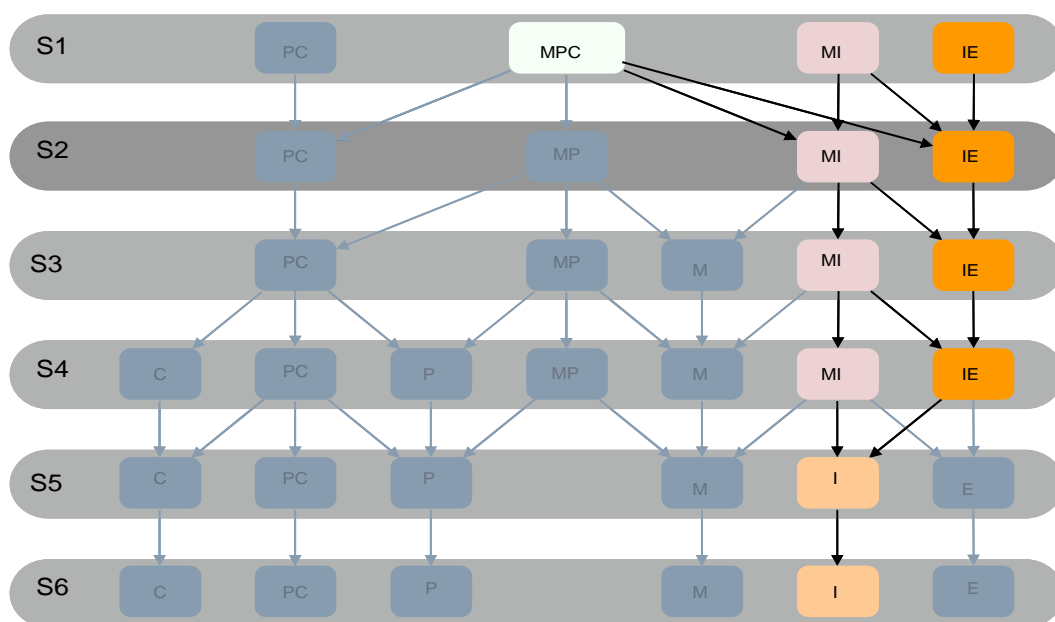 S1 PC MPC MI IE
S2 PC MP MI IE
S3 PC MP M MI IE
S4 C PC P MP M MI IE
S5 C PC P M I E
S6 C PC P M I E